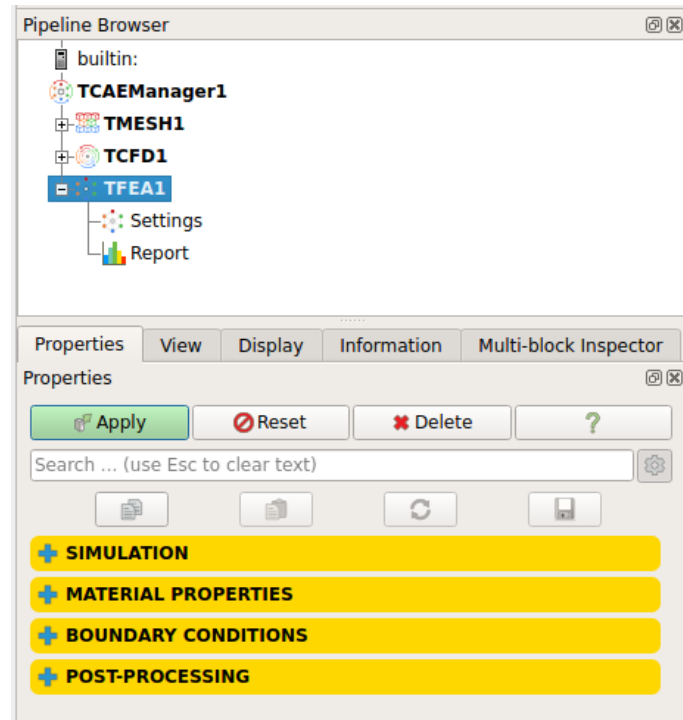 Pipeline Browser
builtin:
TCAEManager1
TMESH1
TCFD1
TFEA1
Settings
Report
Properties View Display Information Multi-block Inspector
Properties
Apply Reset Delete ?
Search ... (use Esc to clear text)
SIMULATION
MATERIAL PROPERTIES
BOUNDARY CONDITIONS
POST-PROCESSING